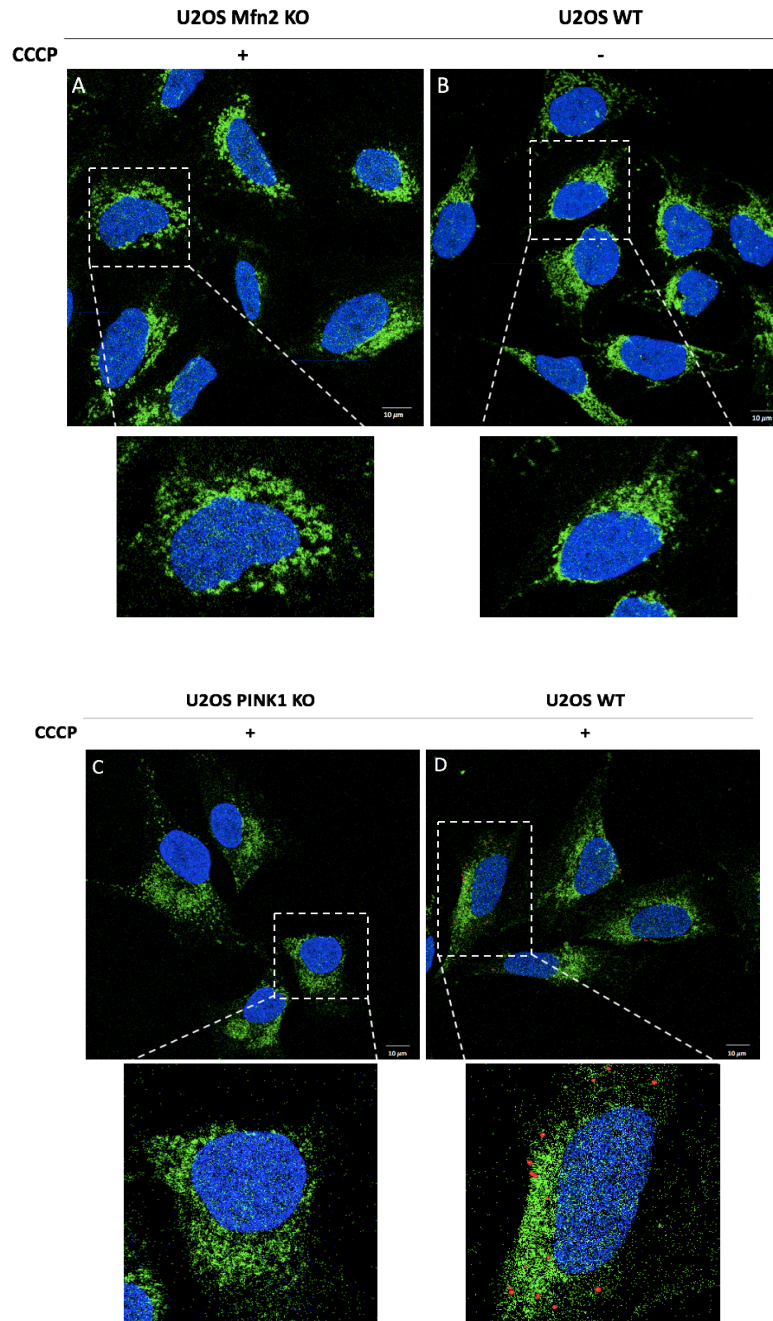 U2OS Mfn2 KO U2OS WT
CCCP + -
A B
10 µm 10 µm
U2OS PINK1 KO U2OS WT
CCCP + +
C D
10 µm 10 µm